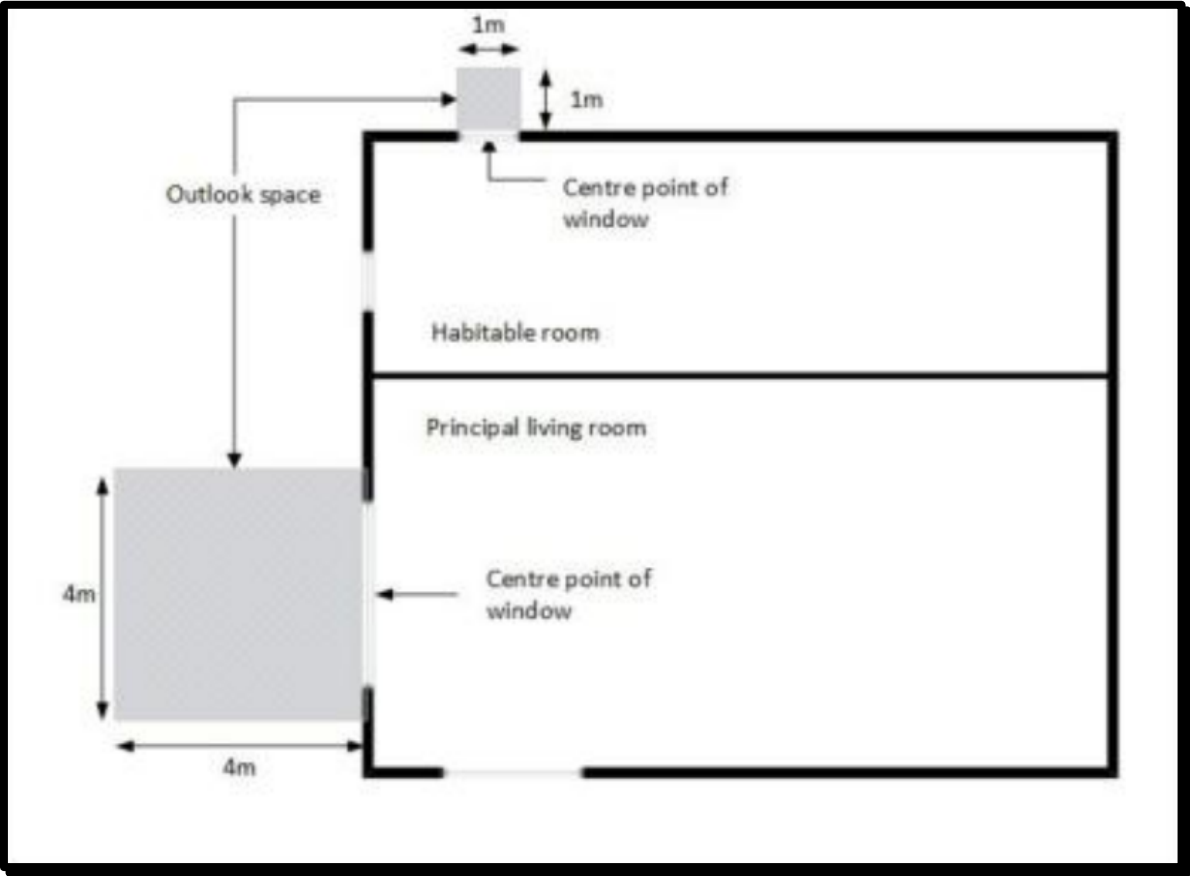 1m
1m
Outlook space
Centre point of
window
Habitable room
Principal living room
4m
Centre point of
window
4m